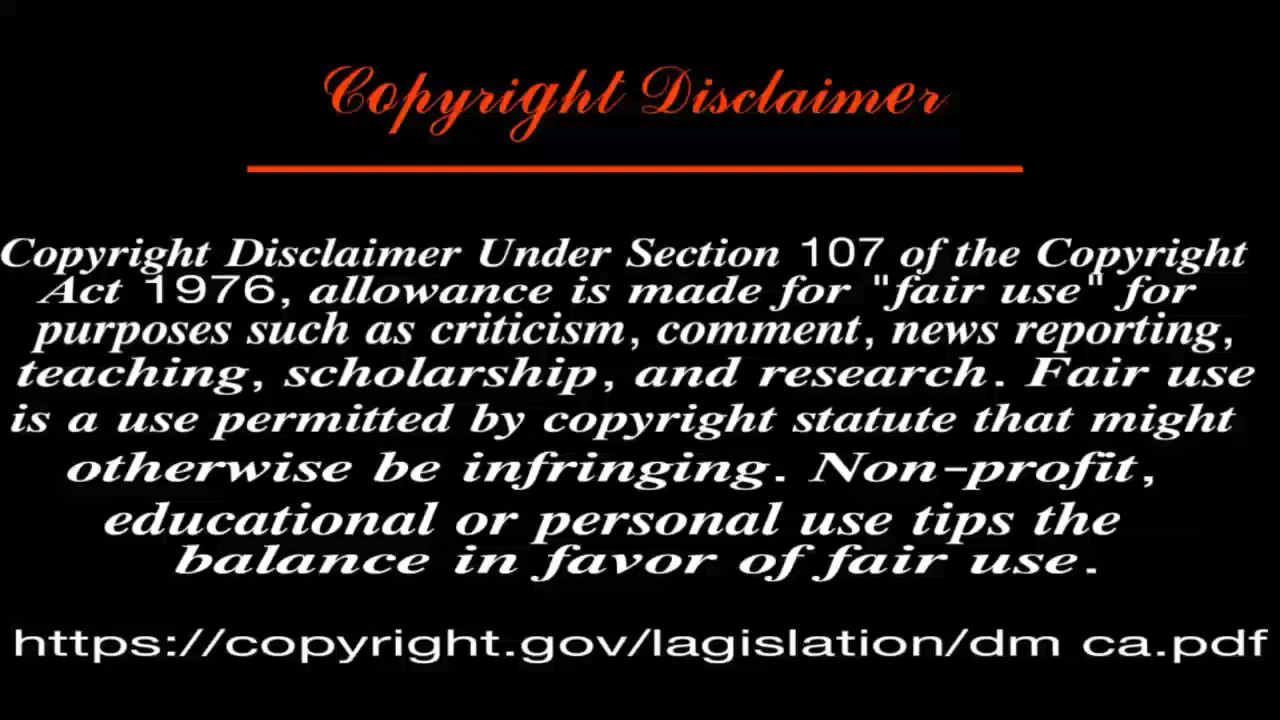 Copyright Disclaimer
Copyright Disclaimer Under Section 107 of the Copyright
Act 1976, allowance is made for "fair use" for
purposes such as criticism, comment, news reporting,
teaching, scholarship, and research. Fair use
is a use permitted by copyright statute that might
otherwise be infringing. Non-profit,
educational or personal use tips the
balance in favor of fair use.
https://copyright.gov/lagislation/dm ca.pdf